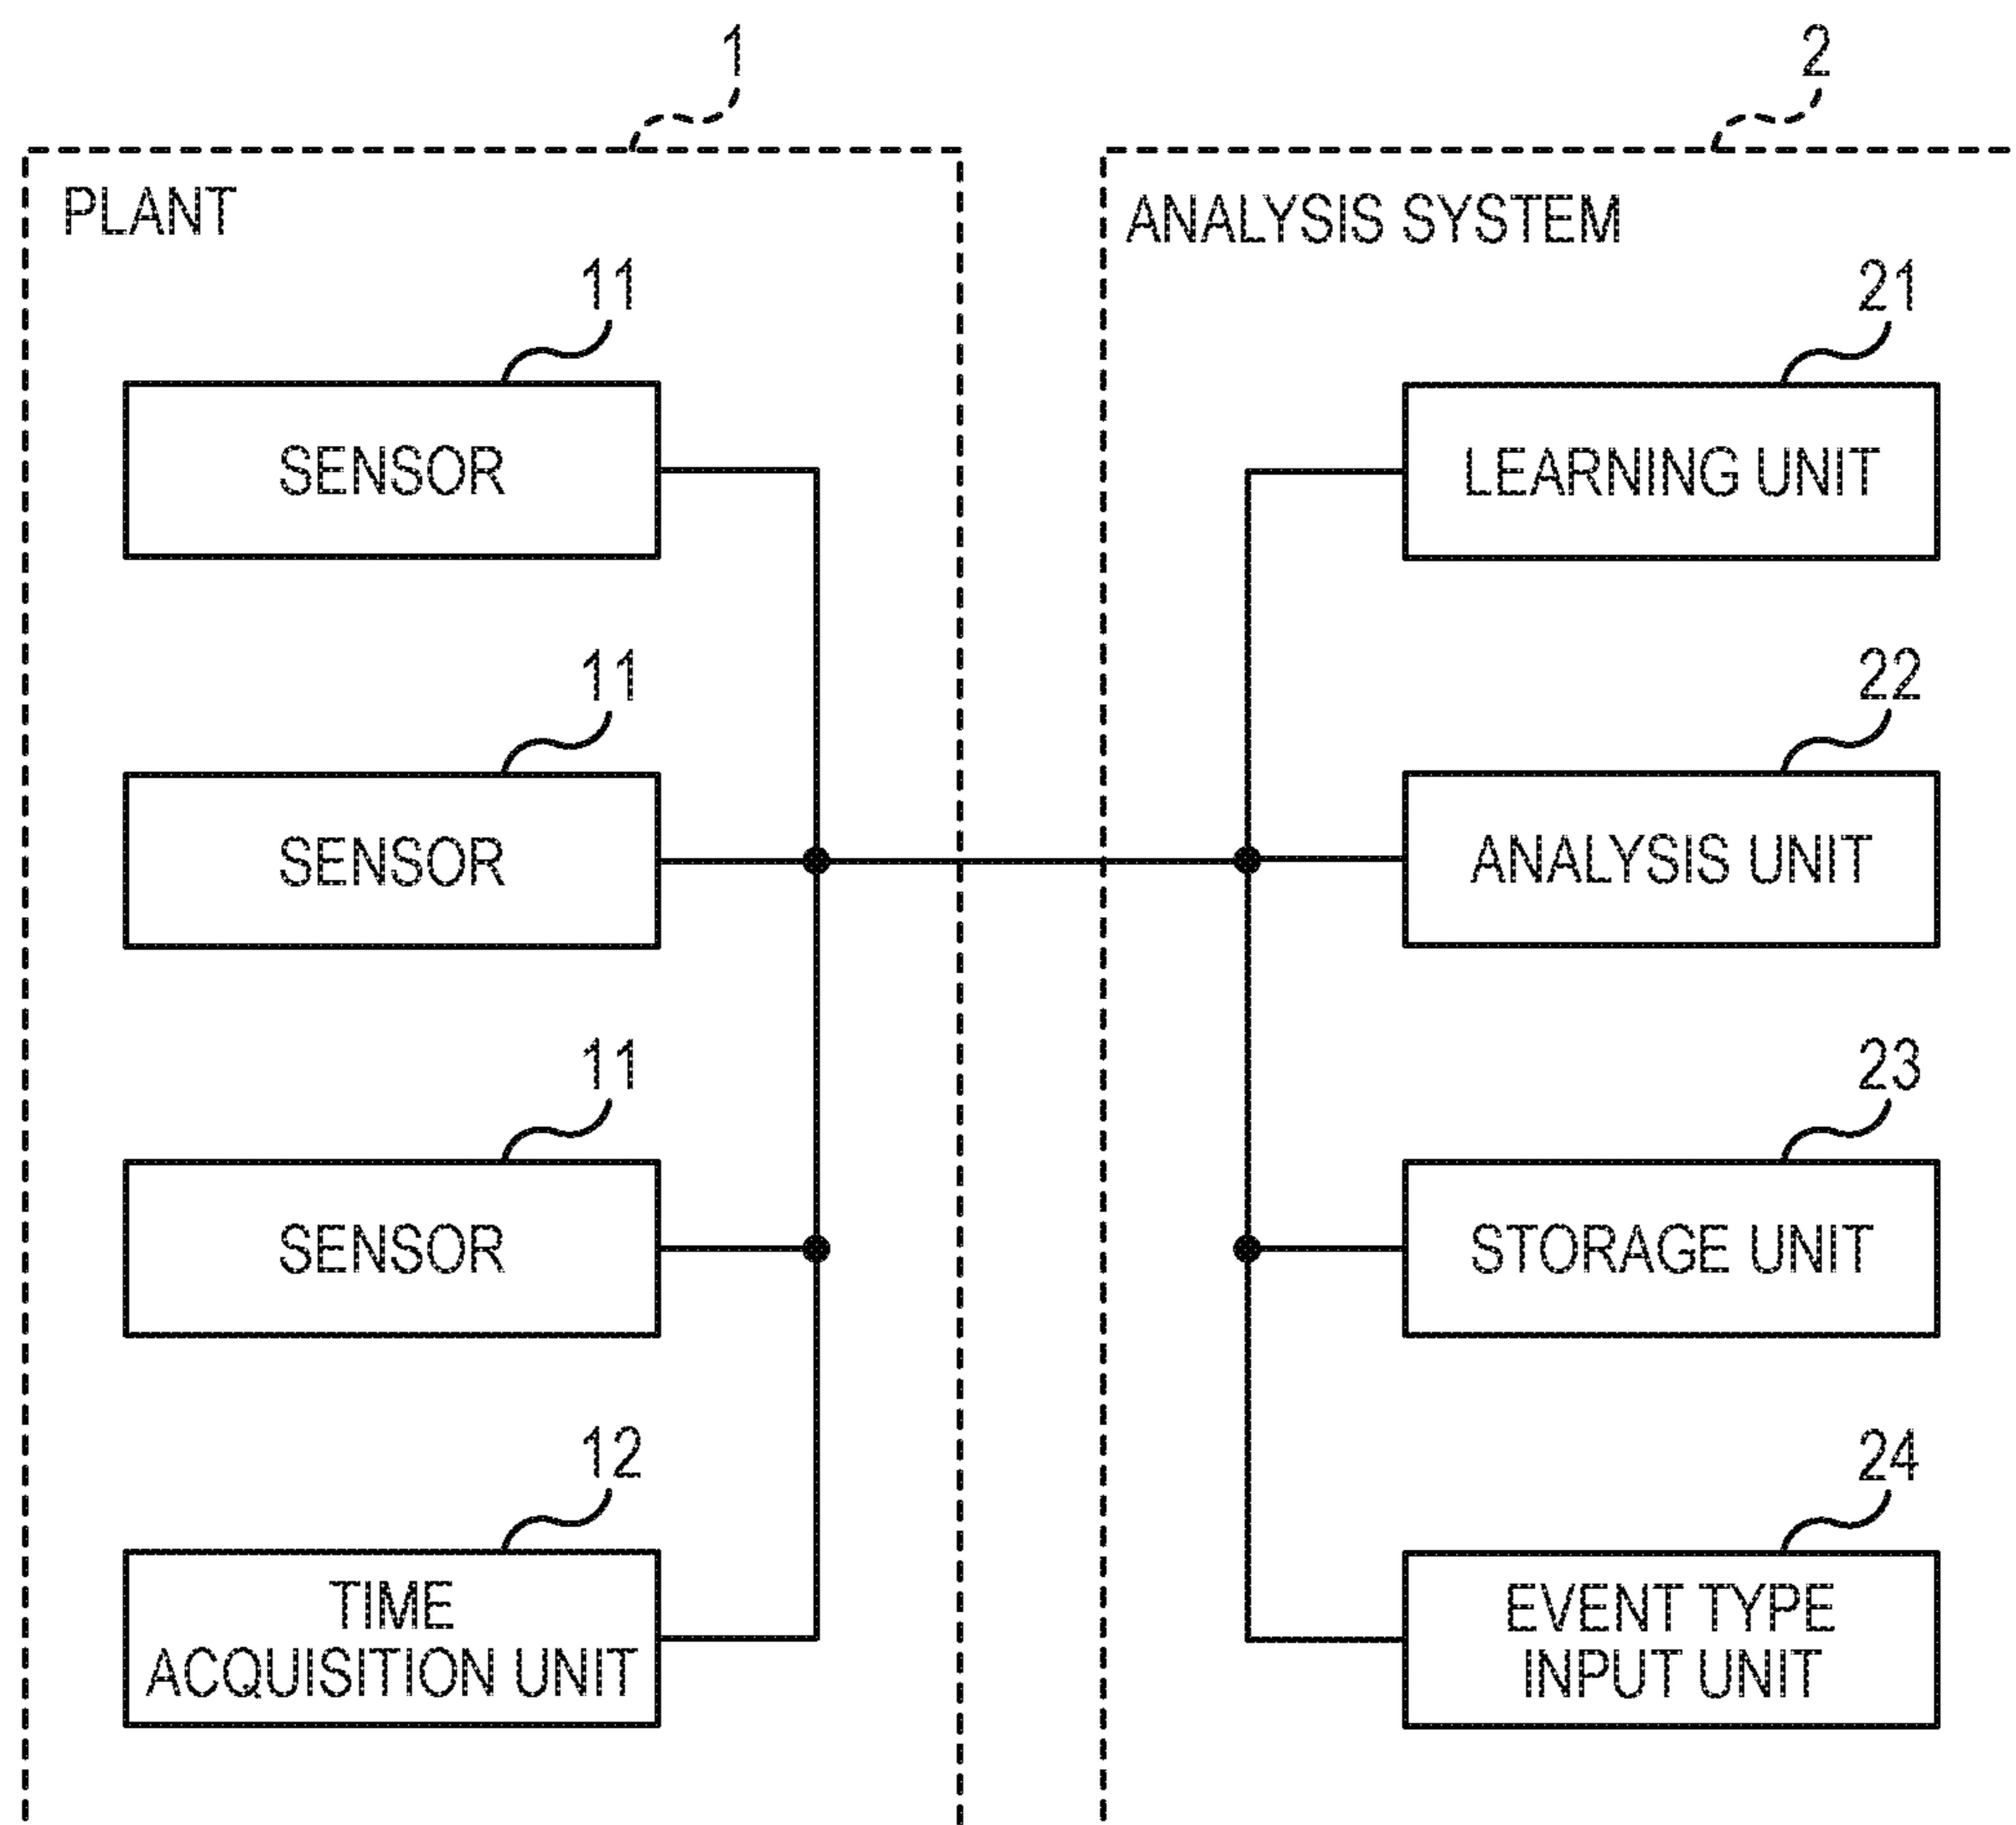 1
PLANT
11
SENSOR
11
SENSOR
11
SENSOR
12
TIME
ACQUISITION UNIT
2
ANALYSIS SYSTEM
21
LEARNING UNIT
22
ANALYSIS UNIT
23
STORAGE UNIT
24
EVENT TYPE
INPUT UNIT